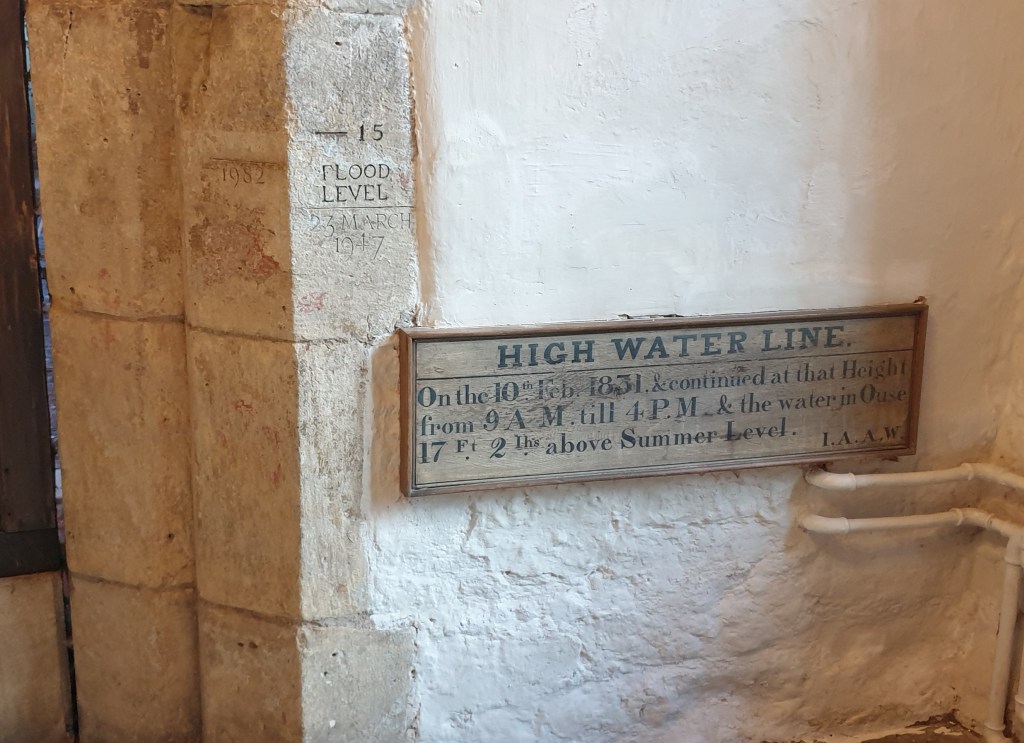 — 15
1982
FLOOD
LEVEL
23 MARCH
1947
HIGH WATER LINE.
On the 10th Feb. 1831, & continued at that Height
from 9 A.M. till 4 P.M. & the water in Ouse
17 Ft. 2 Ihs. above Summer Level.
I.A.A.W.